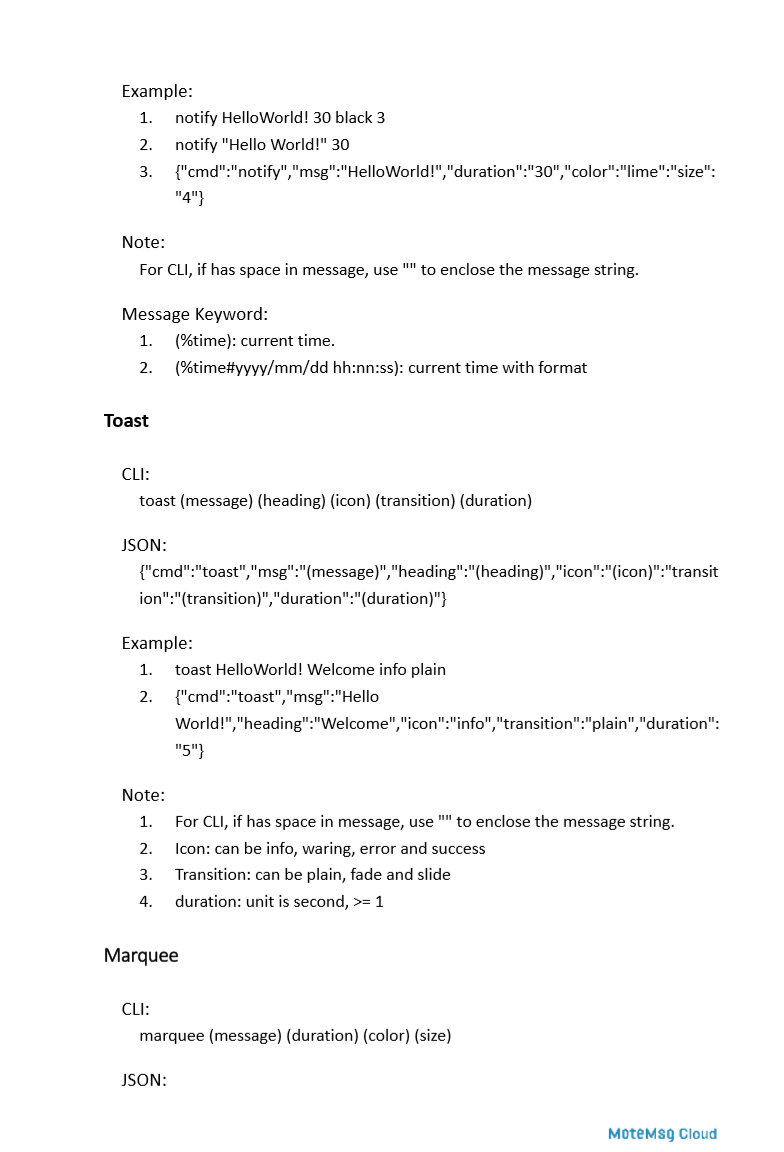 Example:
1. notify HelloWorld! 30 black 3
2. notify "Hello World!" 30
3. {"cmd":"notify","msg":"HelloWorld!","duration":"30","color":"lime":"size":
"4"}
Note:
For CLI, if has space in message, use "" to enclose the message string.
Message Keyword:
1. (%time): current time.
2. (%time#yyyy/mm/dd hh:nn:ss): current time with format
Toast
CLI:
toast (message) (heading) (icon) (transition) (duration)
JSON:
{"cmd":"toast","msg":"(message)","heading":"(heading)","icon":"(icon)":"transit
ion":"(transition)","duration":"(duration)"}
Example:
1. toast HelloWorld! Welcome info plain
2. {"cmd":"toast","msg":"Hello
World!","heading":"Welcome","icon":"info","transition":"plain","duration":
"5"}
Note:
1. For CLI, if has space in message, use "" to enclose the message string.
2. Icon: can be info, waring, error and success
3. Transition: can be plain, fade and slide
4. duration: unit is second, >= 1
Marquee
CLI:
marquee (message) (duration) (color) (size)
JSON:
MoteMsg Cloud